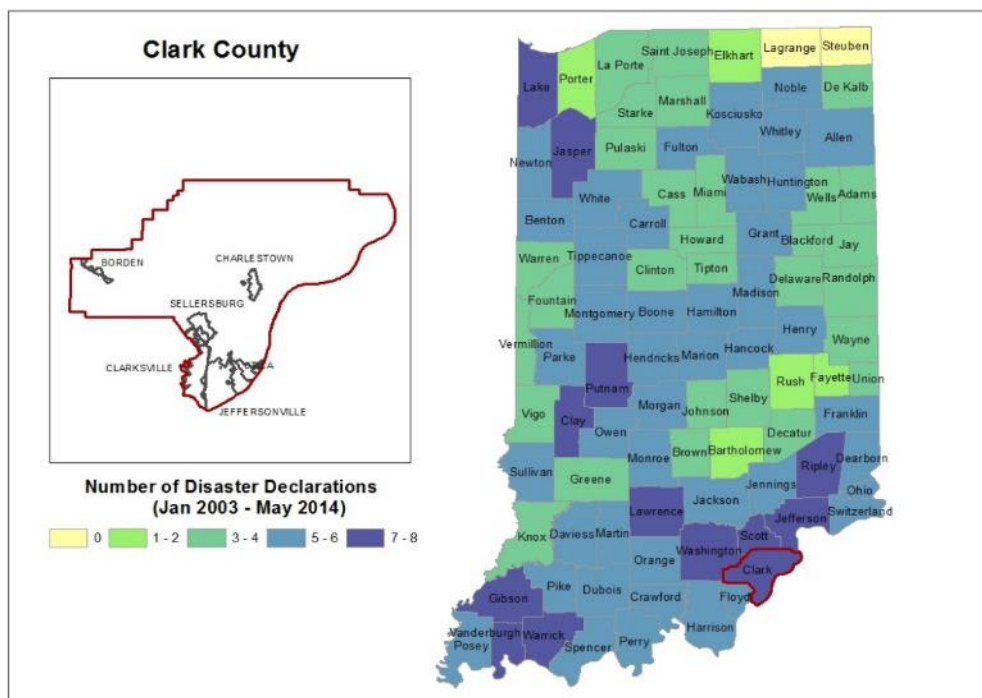 Clark County
BORDEN
CHARLESTOWN
SELLERSBURG
CLARKSVILLE
JEFFERSONVILLE
Number of Disaster Declarations
(Jan 2003 - May 2014)
0 1 - 2 3 - 4 5 - 6 7 - 8
Lake
Porter
La Porte
Saint Joseph
Elkhart
Lagrange
Steuben
Noble
De Kalb
Starke
Marshall
Kosciusko
Whitley
Allen
Newton
Jasper
Pulaski
Fulton
Wabash
Huntington
Wells
Adams
White
Cass
Miami
Benton
Carroll
Grant
Blackford
Jay
Warren
Tippecanoe
Howard
Clinton
Tipton
Delaware
Randolph
Fountain
Montgomery
Boone
Hamilton
Madison
Henry
Wayne
Vermillion
Parke
Hendricks
Marion
Hancock
Rush
Fayette
Union
Putnam
Vigo
Clay
Owen
Morgan
Johnson
Shelby
Franklin
Decatur
Sullivan
Monroe
Brown
Bartholomew
Ripley
Dearborn
Greene
Jennings
Ohio
Lawrence
Jackson
Switzerland
Jefferson
Knox
Daviess
Martin
Washington
Scott
Orange
Clark
Gibson
Pike
Dubois
Crawford
Floyd
Harrison
Vanderburgh
Posey
Warrick
Spencer
Perry